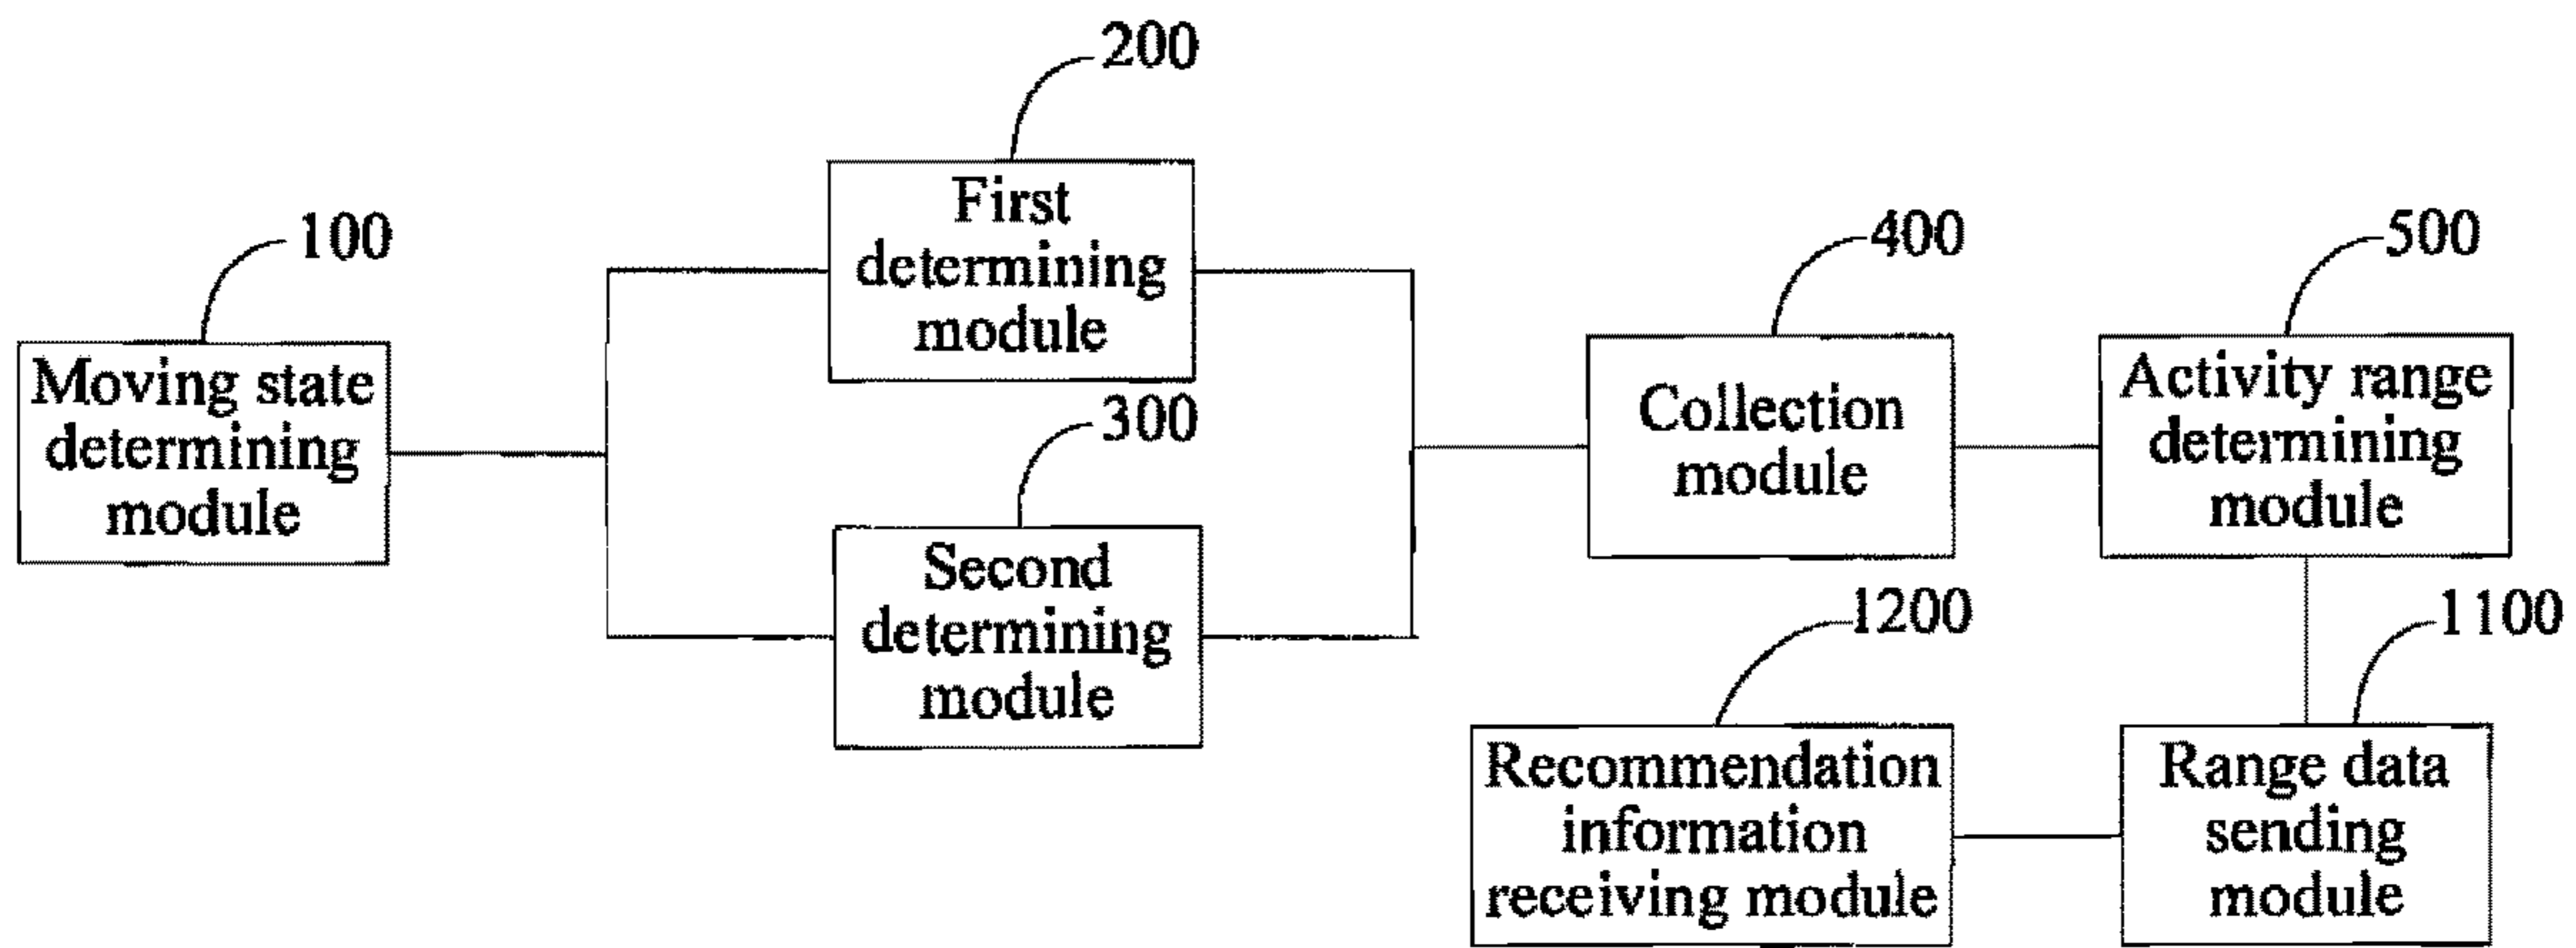 100
Moving state
determining
module
200
First
determining
module
300
Second
determining
module
400
Collection
module
500
Activity range
determining
module
1200
Recommendation
information
receiving module
1100
Range data
sending
module